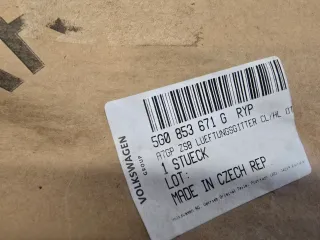 VOLKSWAGEN
GROUP
5G0 853 671 G RYP
ATGP ZSB LUEFTUNGSGITTER CL/HL
1 STUECK
LOT:
MADE IN CZECH REP